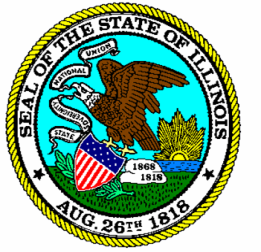 SEAL OF THE STATE OF ILLINOIS
AUG. 26TH 1818
STATE
SOVEREIGNTY
NATIONAL
UNION
1868
1818